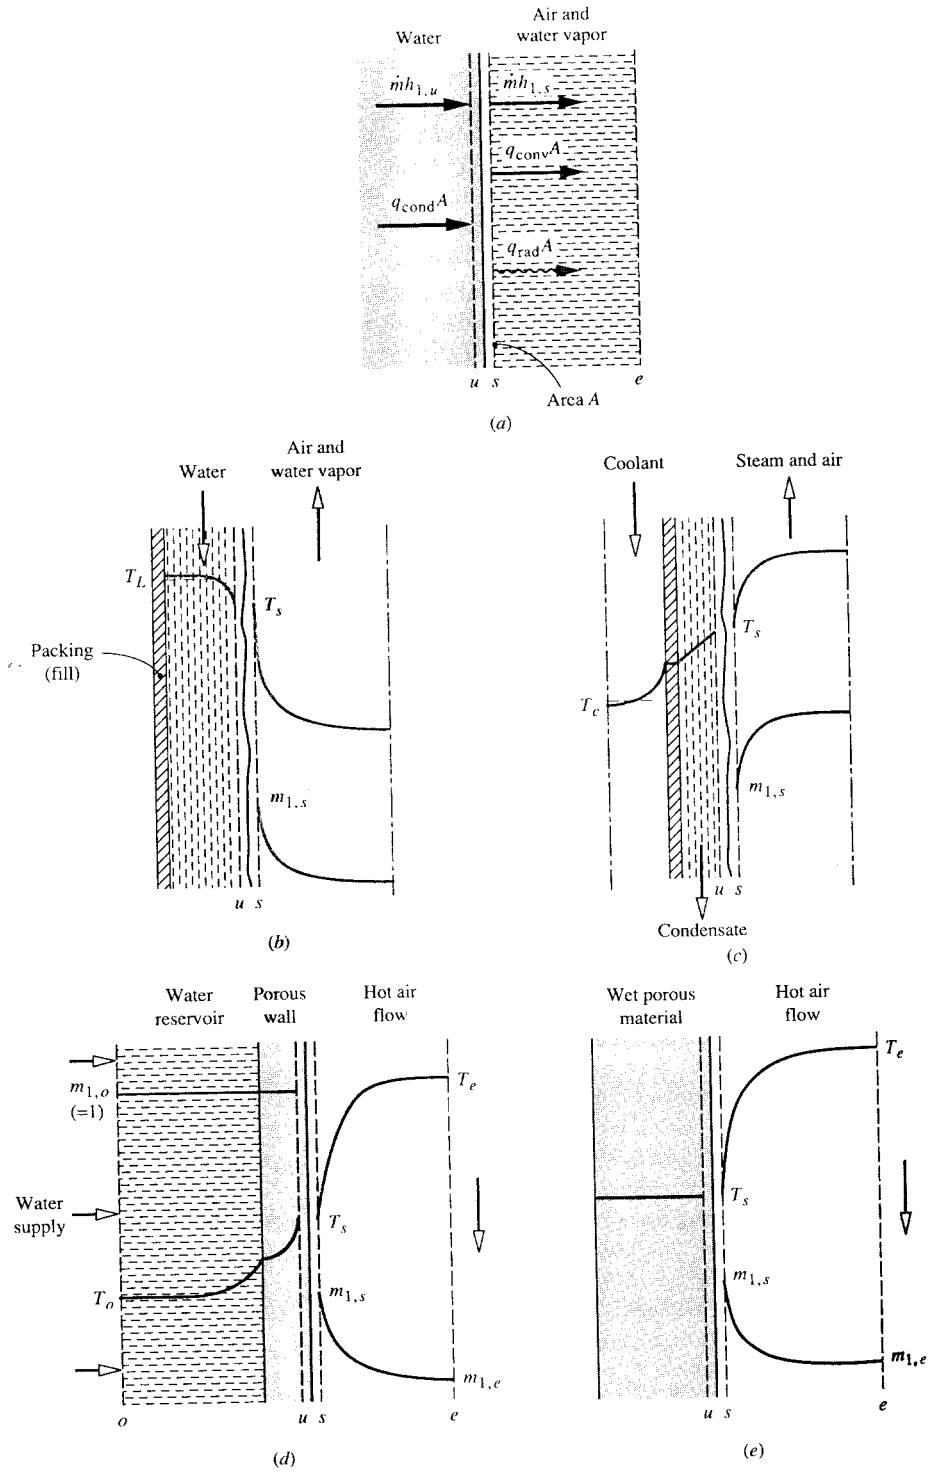 Air and
Water water vapor
ṁh1,u ṁh1,s
qconvA
qcondA
qradA
u s e
Area A
(a)
Air and
Water water vapor
TL
Ts
Packing
(fill)
m1,s
u s
(b)
Coolant Steam and air
Ts
Tc
m1,s
u s
Condensate
(c)
Water Porous Hot air
reservoir wall flow
m1,o
(=1)
Te
Water
supply
Ts
To
m1,s
m1,e
o u s e
(d)
Wet porous Hot air
material flow
Te
Ts
m1,s
m1,e
u s e
(e)